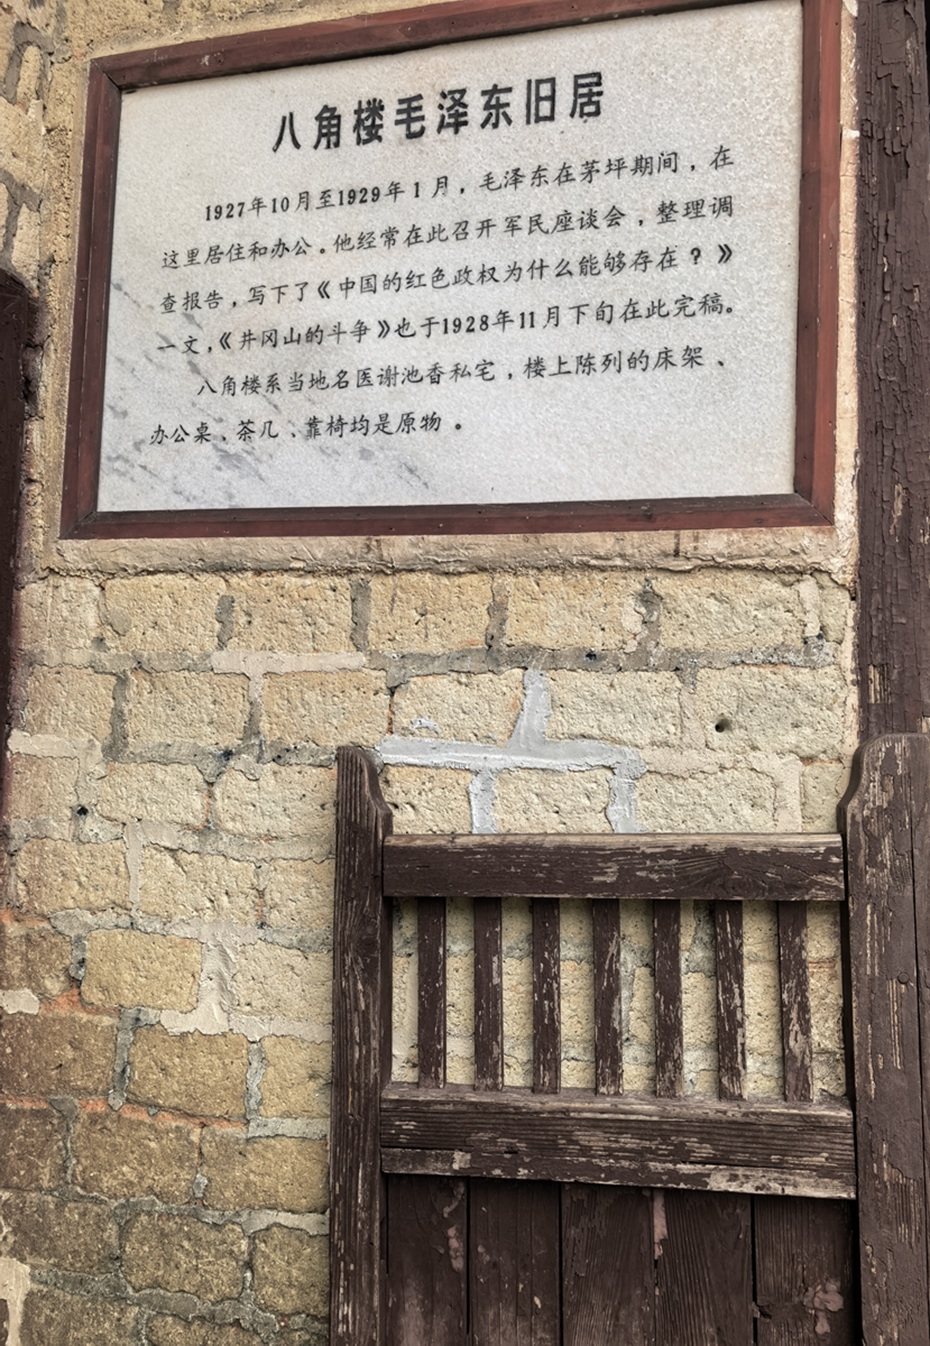 八角楼毛泽东旧居
1927年10月至1929年1月，毛泽东在茅坪期间，在
这里居住和办公。他经常在此召开军民座谈会，整理调
查报告，写下了《中国的红色政权为什么能够存在？》
一文，《井冈山的斗争》也于1928年11月下旬在此完稿。
八角楼系当地名医谢池香私宅，楼上陈列的床架、
办公桌、茶几、靠椅均是原物。